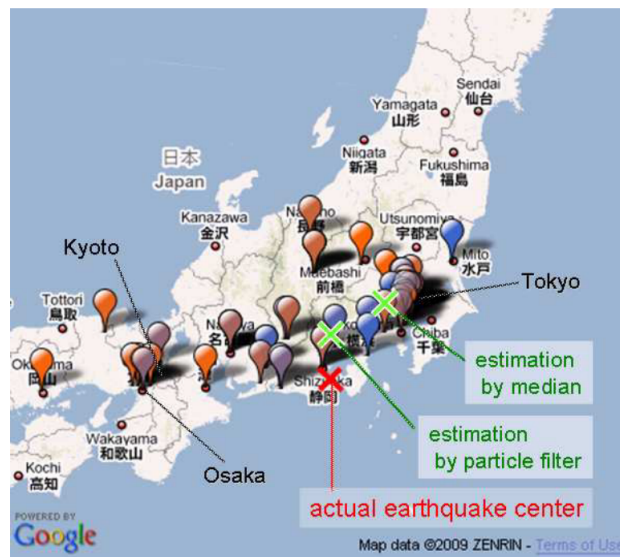 Sendai
仙台
Yamagata
山形
Niigata
新潟
Fukushima
福島
日本
Japan
Kanazawa
金沢
Utsunomiya
宇都宮
Mito
水戸
Kyoto
Maebashi
前橋
Tokyo
Tottori
鳥取
Chiba
千葉
estimation
by median
Shizuoka
静岡
Wakayama
和歌山
Osaka
estimation
by particle filter
Kochi
高知
actual earthquake center
POWERED BY
Google
Map data ©2009 ZENRIN - Terms of Use